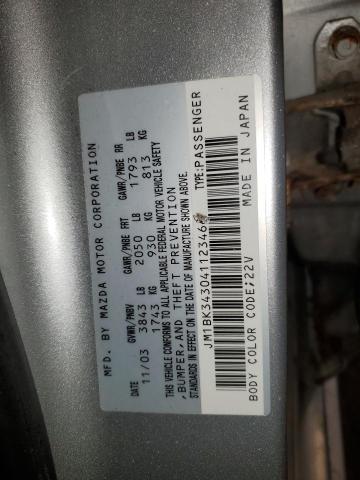 MFD. BY MAZDA MOTOR CORPORATION
DATE GVWR/PNBV GAWR/PNBE FRT GAWR/PNBE RR
11/03 3843 LB 2050 LB 1793 LB
1743 KG 930 KG 813 KG
THIS VEHICLE CONFORMS TO ALL APPLICABLE FEDERAL MOTOR VEHICLE SAFETY
, BUMPER, AND THEFT PREVENTION
STANDARDS IN EFFECT ON THE DATE OF MANUFACTURE SHOWN ABOVE.
TYPE:PASSENGER
BODY COLOR CODE;22V MADE IN JAPAN